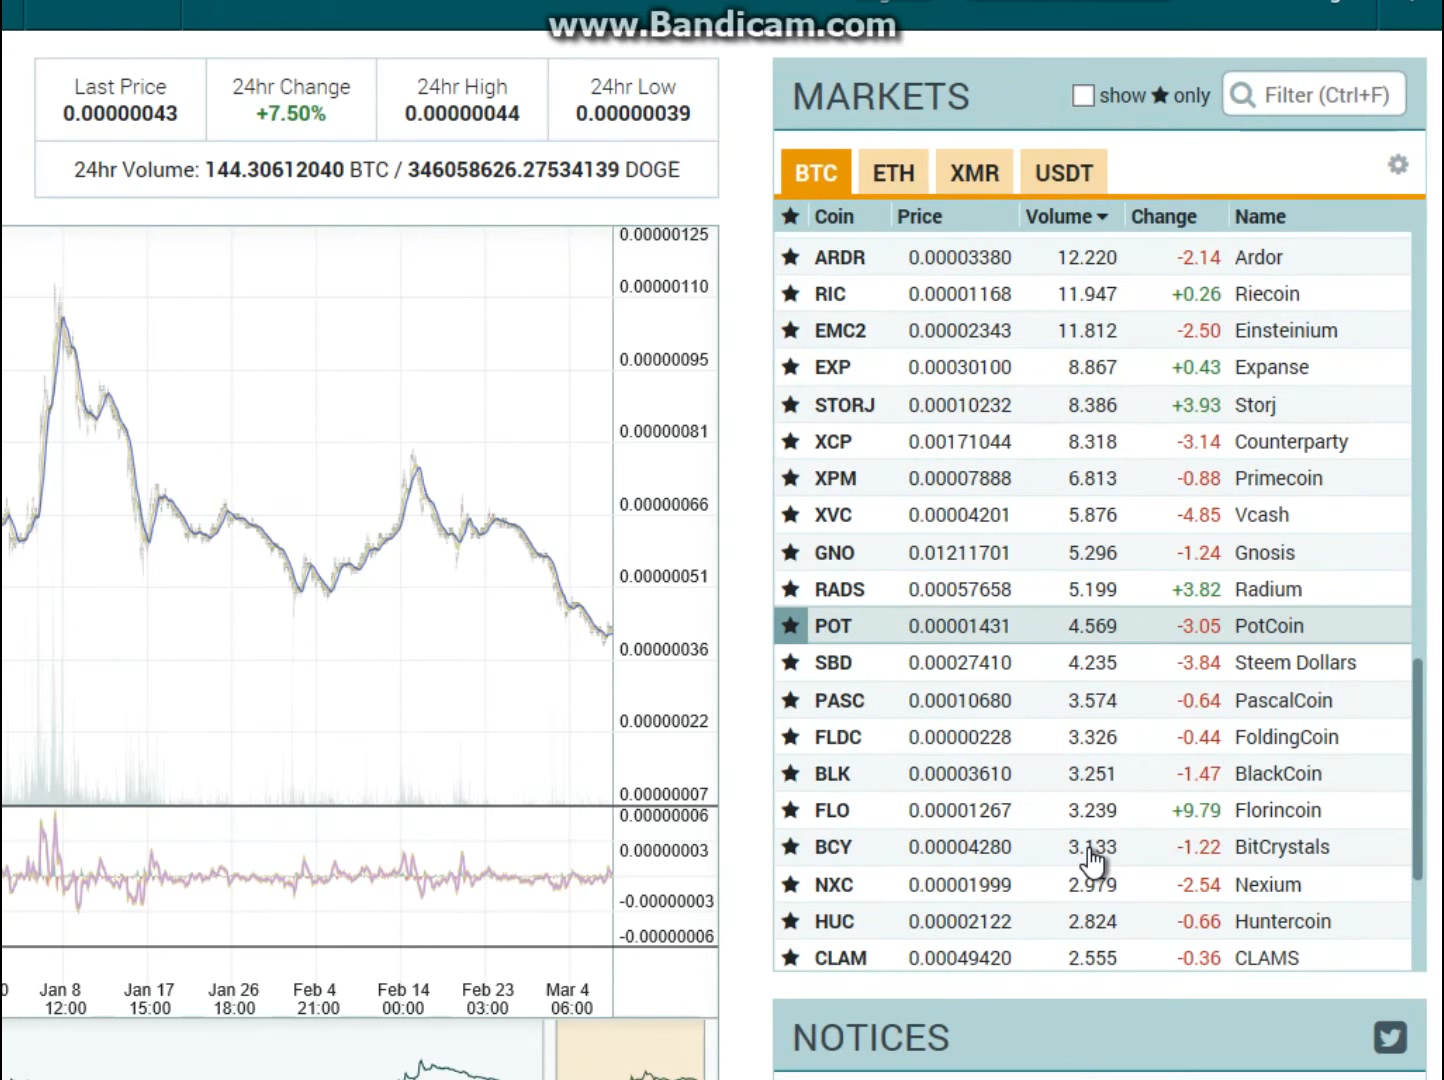 www.Bandicam.com
Last Price 24hr Change 24hr High 24hr Low
0.00000043 +7.50% 0.00000044 0.00000039
24hr Volume: 144.30612040 BTC / 346058626.27534139 DOGE
0.00000125
0.00000110
0.00000095
0.00000081
0.00000066
0.00000051
0.00000036
0.00000022
0.00000007
0.00000006
0.00000003
-0.00000003
-0.00000006
0 Jan 8 Jan 17 Jan 26 Feb 4 Feb 14 Feb 23 Mar 4
12:00 15:00 18:00 21:00 00:00 03:00 06:00
MARKETS show ★ only Filter (Ctrl+F)
BTC ETH XMR USDT
★ Coin Price Volume ▼ Change Name
★ ARDR 0.00003380 12.220 -2.14 Ardor
★ RIC 0.00001168 11.947 +0.26 Riecoin
★ EMC2 0.00002343 11.812 -2.50 Einsteinium
★ EXP 0.00030100 8.867 +0.43 Expanse
★ STORJ 0.00010232 8.386 +3.93 Storj
★ XCP 0.00171044 8.318 -3.14 Counterparty
★ XPM 0.00007888 6.813 -0.88 Primecoin
★ XVC 0.00004201 5.876 -4.85 Vcash
★ GNO 0.01211701 5.296 -1.24 Gnosis
★ RADS 0.00057658 5.199 +3.82 Radium
★ POT 0.00001431 4.569 -3.05 PotCoin
★ SBD 0.00027410 4.235 -3.84 Steem Dollars
★ PASC 0.00010680 3.574 -0.64 PascalCoin
★ FLDC 0.00000228 3.326 -0.44 FoldingCoin
★ BLK 0.00003610 3.251 -1.47 BlackCoin
★ FLO 0.00001267 3.239 +9.79 Florincoin
★ BCY 0.00004280 3.133 -1.22 BitCrystals
★ NXC 0.00001999 2.979 -2.54 Nexium
★ HUC 0.00002122 2.824 -0.66 Huntercoin
★ CLAM 0.00049420 2.555 -0.36 CLAMS
NOTICES